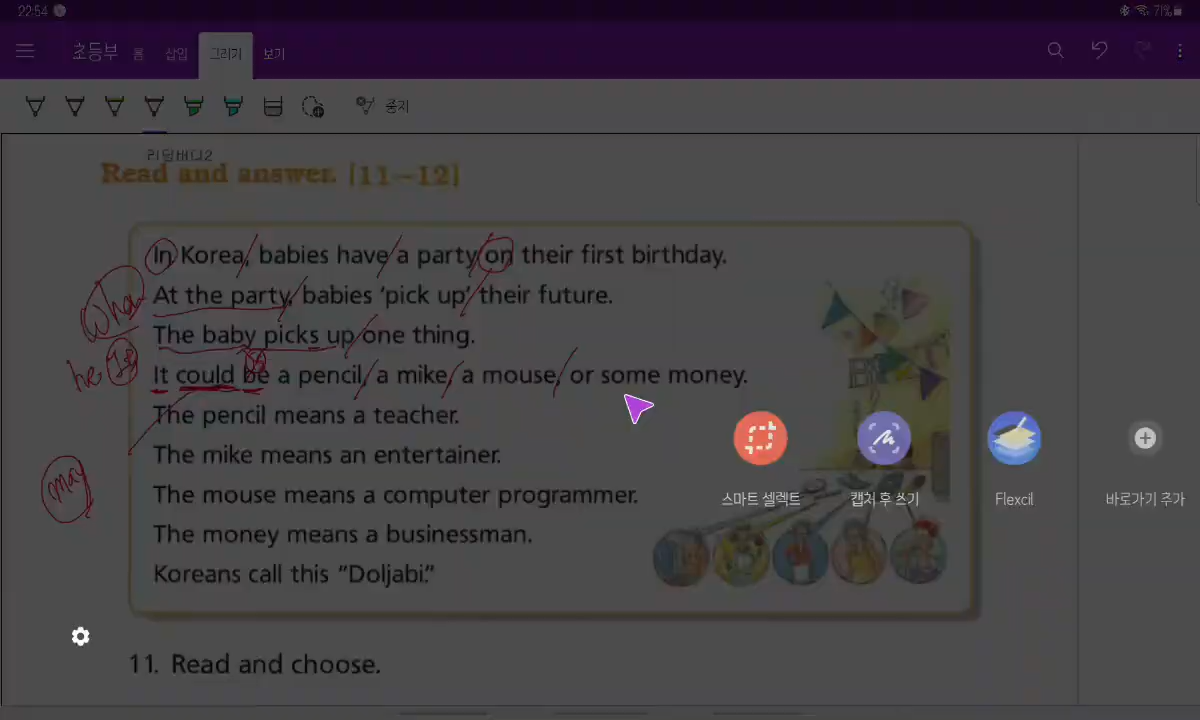 22:54
71%
초등부 홈 삽입 그리기 보기
중지
리딩버디2
Read and answer. [11–12]
In Korea, babies have a party on their first birthday.
At the party, babies ‘pick up’ their future.
The baby picks up one thing.
he Is
It could be a pencil, a mike, a mouse, or some money.
The pencil means a teacher.
The mike means an entertainer.
may
The mouse means a computer programmer.
The money means a businessman.
Koreans call this “Doljabi.”
스마트 셀렉트 캡처 후 쓰기 Flexcil 바로가기 추가
11. Read and choose.